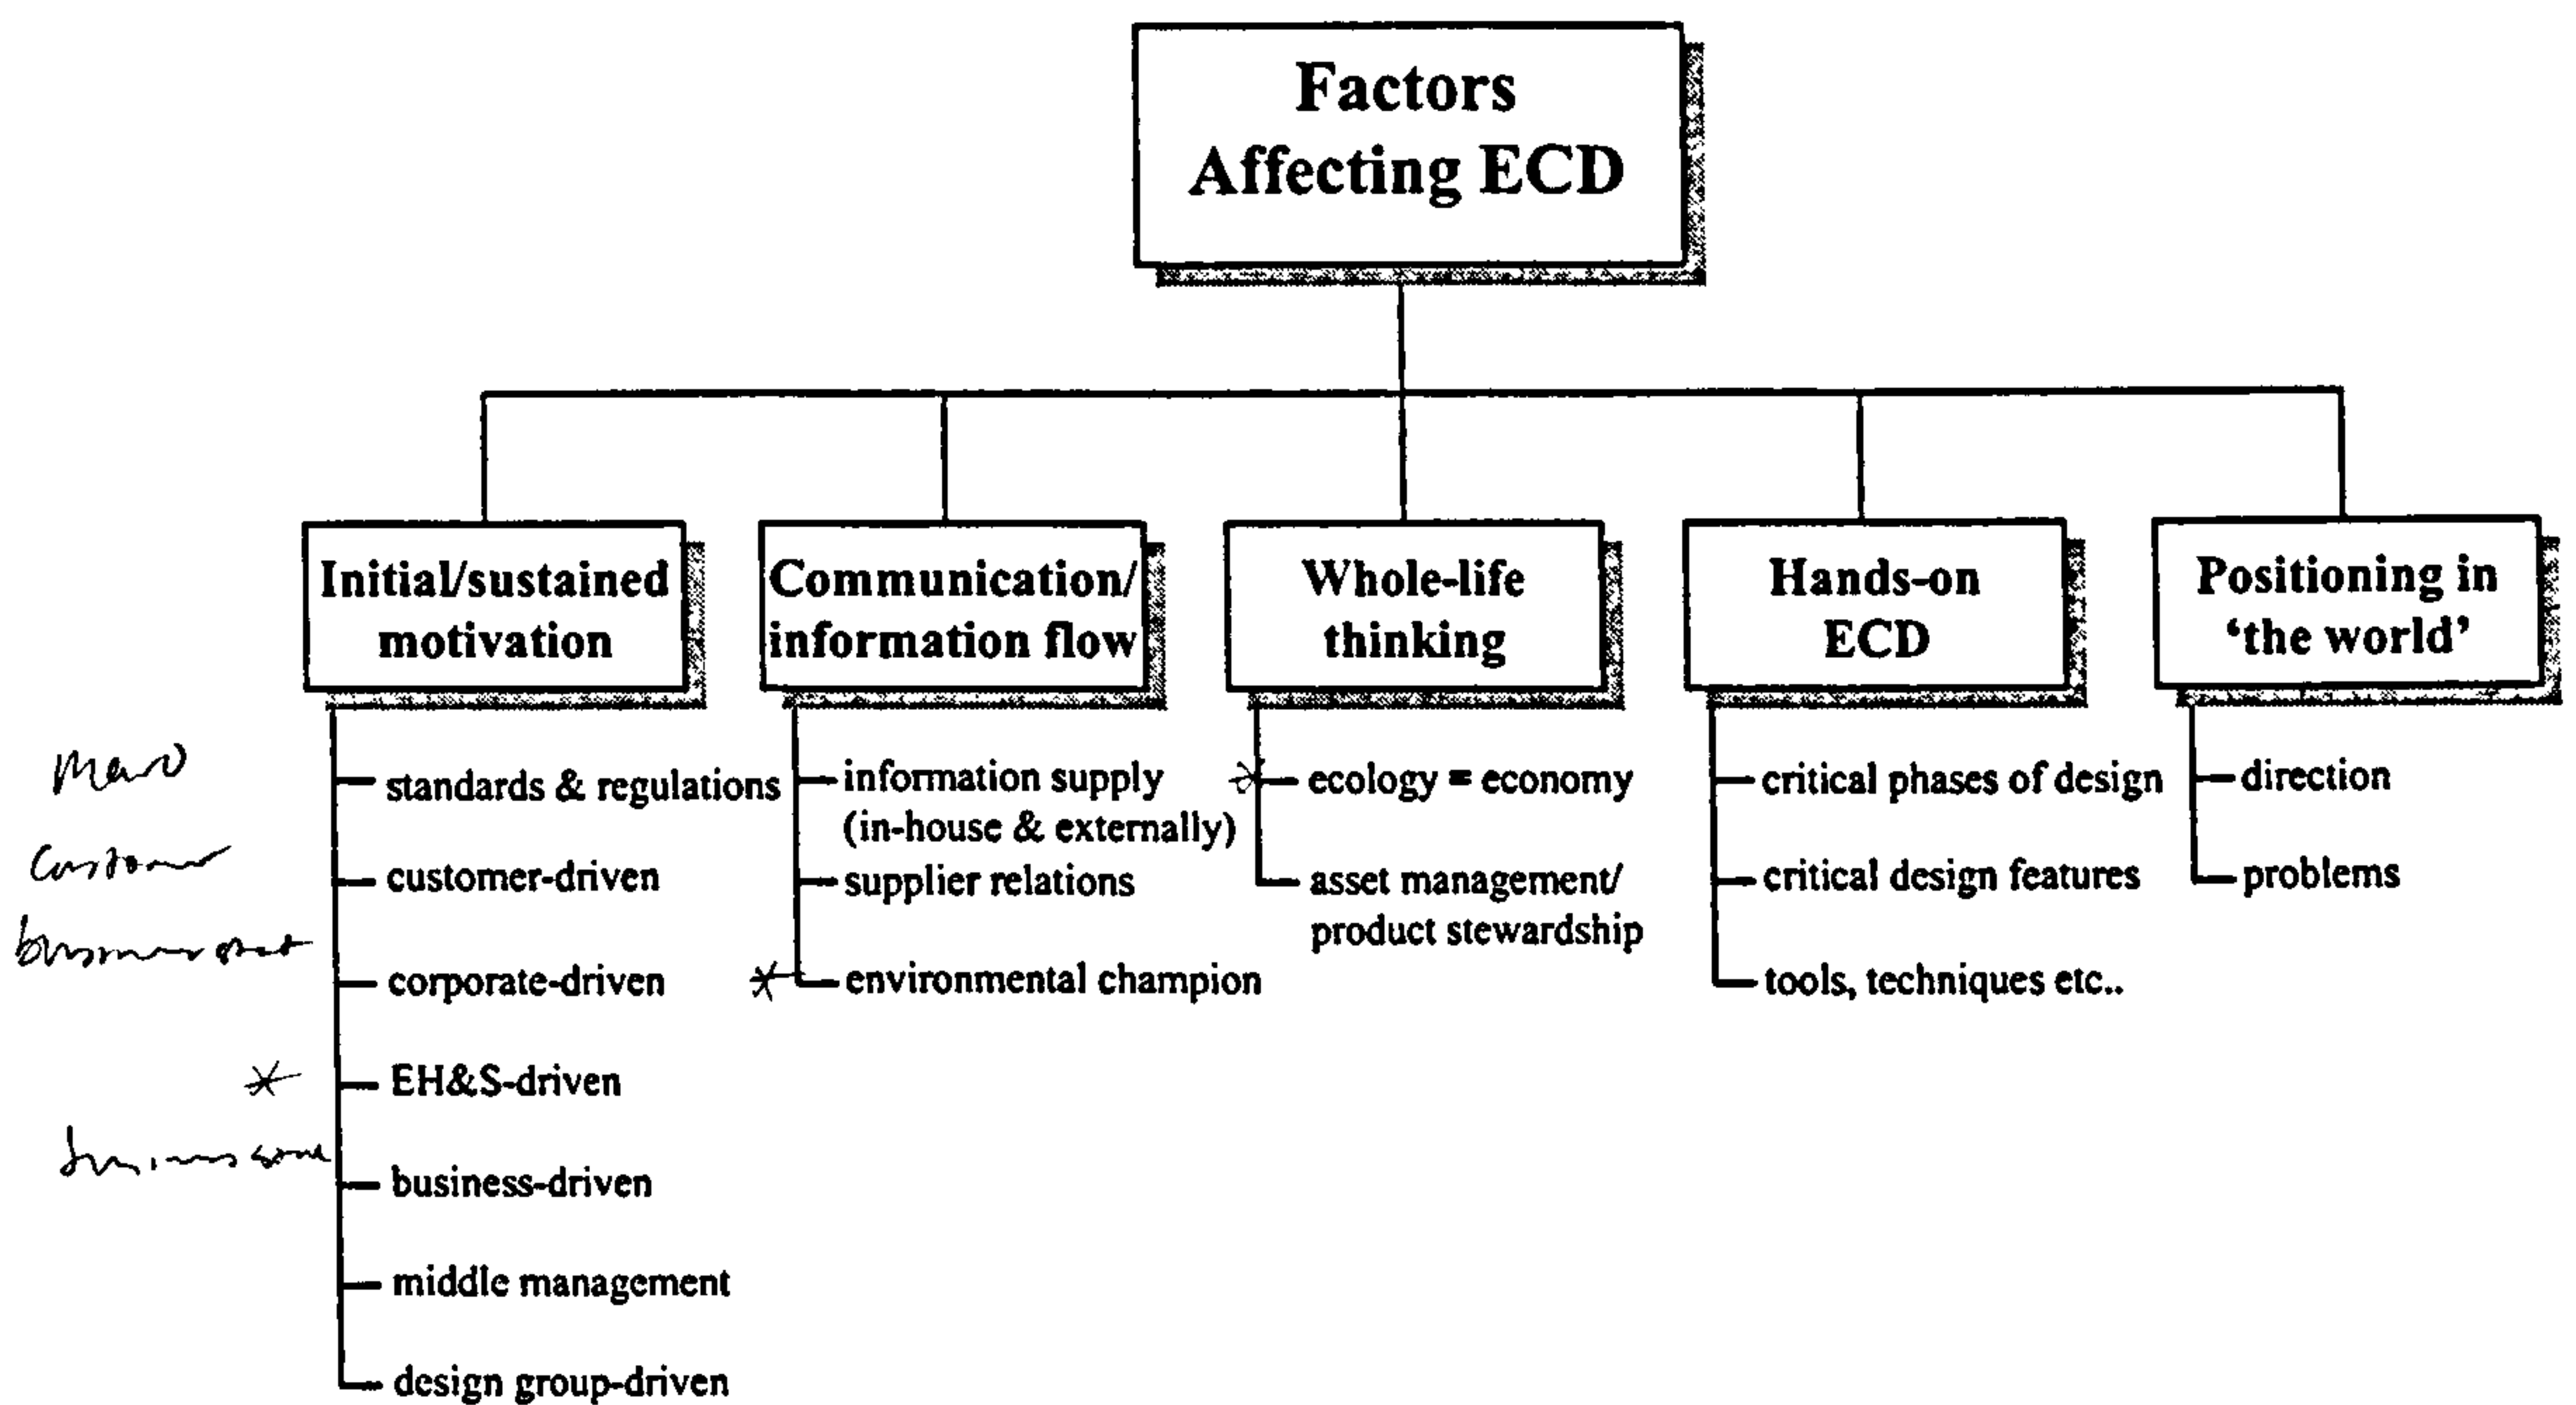 Factors
Affecting ECD
Initial/sustained
motivation
Communication/
information flow
Whole-life
thinking
Hands-on
ECD
Positioning in
‘the world’
standards & regulations
customer-driven
corporate-driven
* EH&S-driven
business-driven
middle management
design group-driven
information supply
(in-house & externally)
supplier relations
* environmental champion
* ecology = economy
asset management/
product stewardship
critical phases of design
critical design features
tools, techniques etc..
direction
problems
Customer